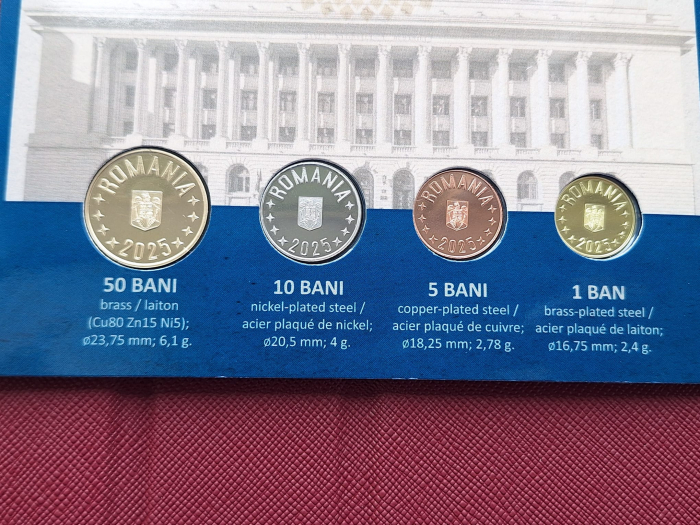 ROMANIA
2025
ROMANIA
2025
ROMANIA
2025
ROMANIA
2025
50 BANI
brass / laiton
(Cu80 Zn15 Ni5);
ø23,75 mm; 6,1 g.
10 BANI
nickel-plated steel /
acier plaqué de nickel;
ø20,5 mm; 4 g.
5 BANI
copper-plated steel /
acier plaqué de cuivre;
ø18,25 mm; 2,78 g.
1 BAN
brass-plated steel /
acier plaqué de laiton;
ø16,75 mm; 2,4 g.